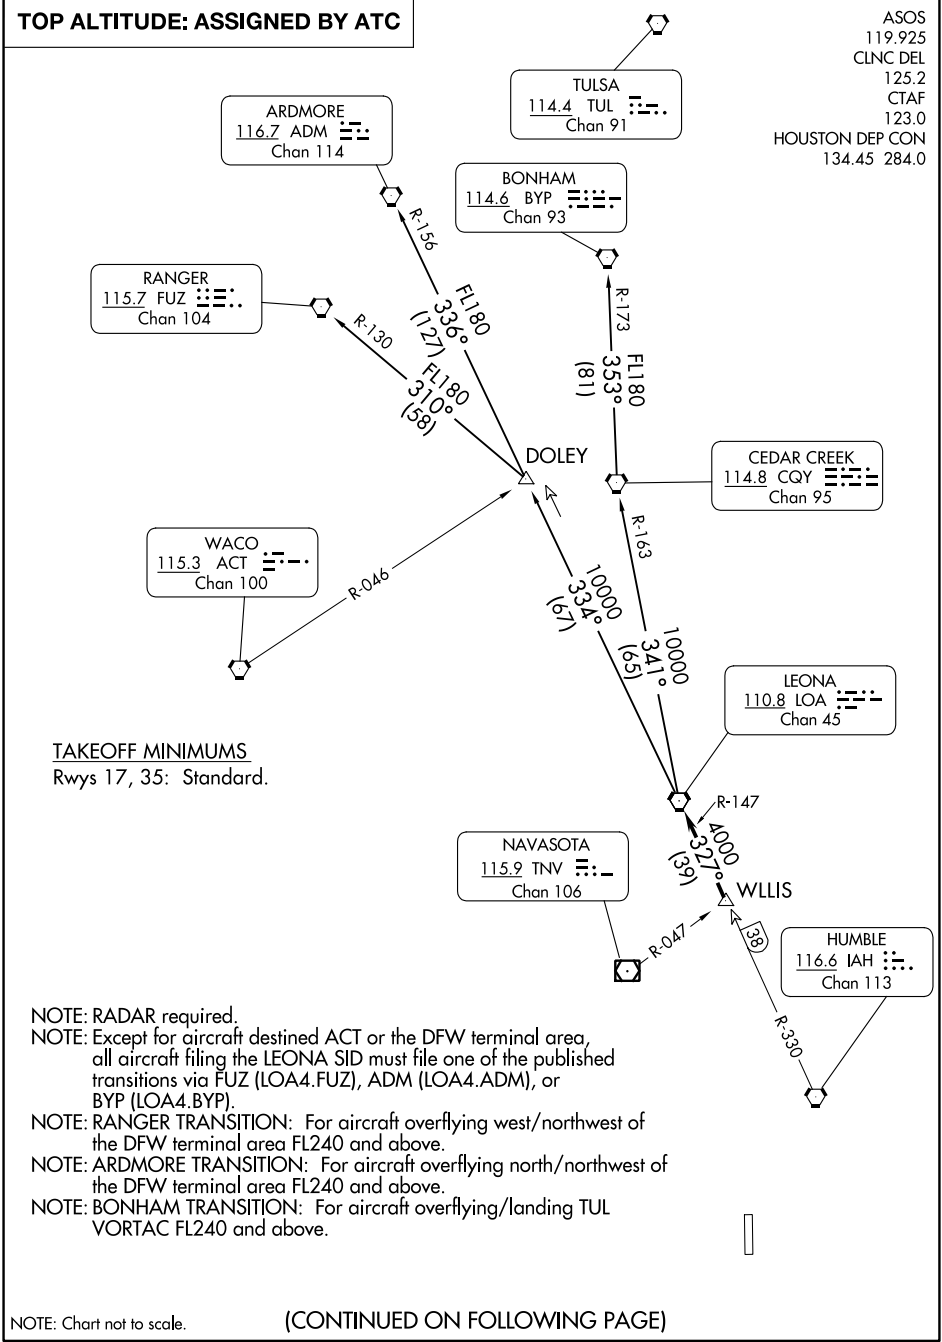 TOP ALTITUDE: ASSIGNED BY ATC
ASOS
119.925
CLNC DEL
125.2
CTAF
123.0
HOUSTON DEP CON
134.45 284.0
TULSA
114.4 TUL
Chan 91
ARDMORE
116.7 ADM
Chan 114
BONHAM
114.6 BYP
Chan 93
R-156
RANGER
115.7 FUZ
Chan 104
R-130
FL180
336°
(127)
R-173
FL180
310°
(58)
FL180
353°
(81)
DOLEY
CEDAR CREEK
114.8 CQY
Chan 95
R-163
WACO
115.3 ACT
Chan 100
R-046
10000
334°
(67)
10000
341°
(65)
LEONA
110.8 LOA
Chan 45
TAKEOFF MINIMUMS
Rwys 17, 35: Standard.
R-147
4000
327°
(39)
NAVASOTA
115.9 TNV
Chan 106
WLLIS
R-047
38
HUMBLE
116.6 IAH
Chan 113
R-330
NOTE: RADAR required.
NOTE: Except for aircraft destined ACT or the DFW terminal area,
all aircraft filing the LEONA SID must file one of the published
transitions via FUZ (LOA4.FUZ), ADM (LOA4.ADM), or
BYP (LOA4.BYP).
NOTE: RANGER TRANSITION: For aircraft overflying west/northwest of
the DFW terminal area FL240 and above.
NOTE: ARDMORE TRANSITION: For aircraft overflying north/northwest of
the DFW terminal area FL240 and above.
NOTE: BONHAM TRANSITION: For aircraft overflying/landing TUL
VORTAC FL240 and above.
NOTE: Chart not to scale.
(CONTINUED ON FOLLOWING PAGE)